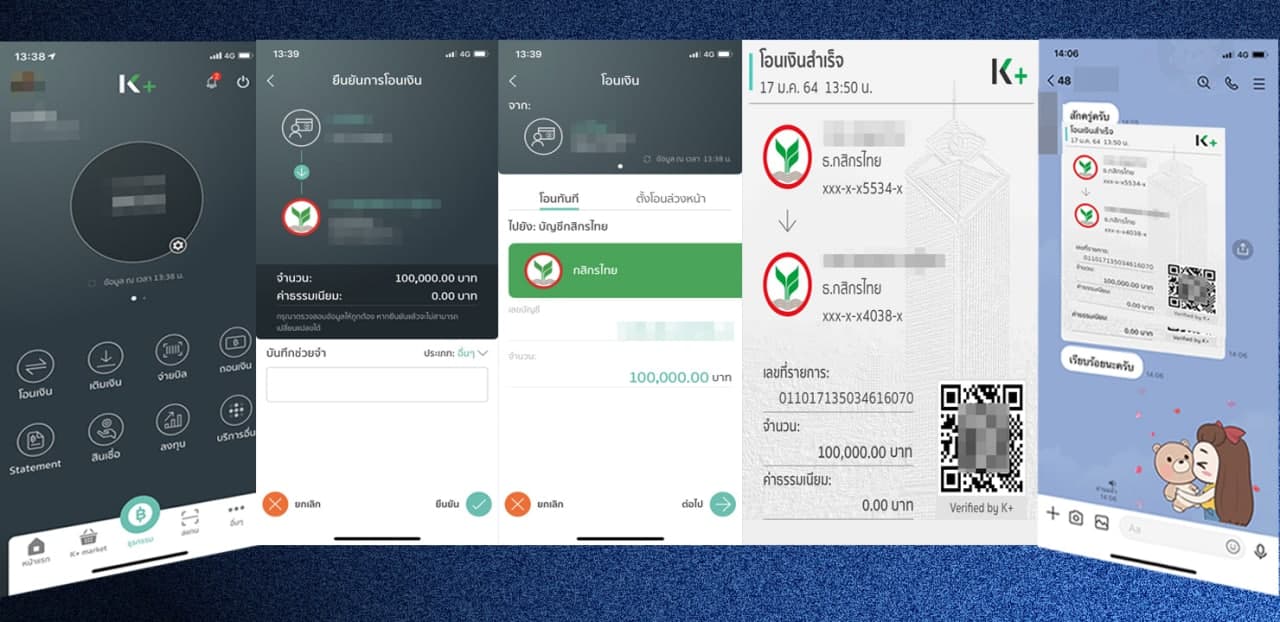 13:38
4G
K+
2
ข้อมูล ณ เวลา 13:38 น.
โอนเงิน
เติมเงิน
จ่ายบิล
ถอนเงิน
Statement
สินเชื่อ
ลงทุน
บริการอื่น
หน้าแรก
K+ market
ธุรกรรม
สแกน
อื่นๆ
13:39
4G
ยืนยันการโอนเงิน
จำนวน: 100,000.00 บาท
ค่าธรรมเนียม: 0.00 บาท
กรุณาตรวจสอบข้อมูลให้ถูกต้อง หากยืนยันแล้วจะไม่สามารถ
เปลี่ยนแปลงได้
บันทึกช่วยจำ ประเภท: อื่นๆ
ยกเลิก ยืนยัน
13:39
4G
โอนเงิน
จาก:
ข้อมูล ณ เวลา 13:38 น.
โอนทันที ตั้งโอนล่วงหน้า
ไปยัง: บัญชีกสิกรไทย
กสิกรไทย
เลขบัญชี
จำนวน:
100,000.00 บาท
ยกเลิก ต่อไป
โอนเงินสำเร็จ
17 ม.ค. 64 13:50 น.
K+
ธ.กสิกรไทย
xxx-x-x5534-x
ธ.กสิกรไทย
xxx-x-x4038-x
เลขที่รายการ:
011017135034616070
จำนวน:
100,000.00 บาท
ค่าธรรมเนียม:
0.00 บาท
Verified by K+
14:06
4G
48
สักครู่ครับ
โอนเงินสำเร็จ
17 ม.ค. 64 13:50 น.
K+
ธ.กสิกรไทย
xxx-x-x5534-x
ธ.กสิกรไทย
xxx-x-x4038-x
เลขที่รายการ:
011017135034616070
จำนวน:
100,000.00 บาท
ค่าธรรมเนียม:
0.00 บาท
Verified by K+
14:06
เรียบร้อยนะครับ
14:06
อ่านแล้ว
14:06
Aa